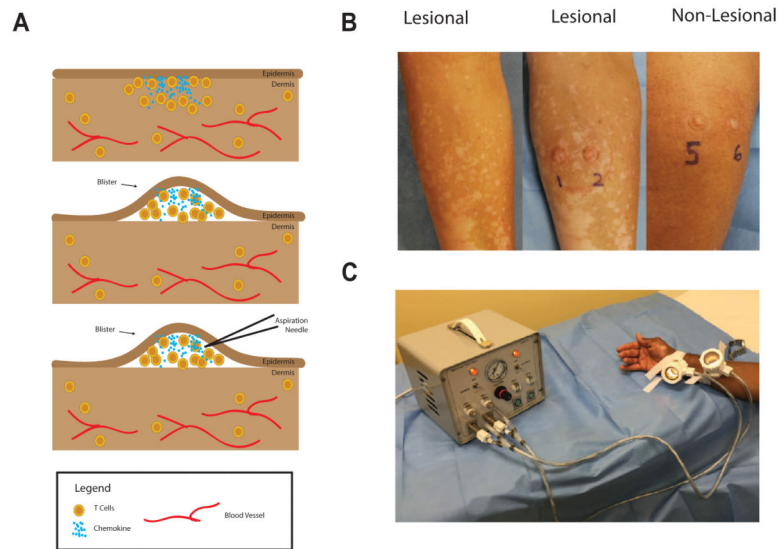 A
Epidermis
Dermis
Blister
Epidermis
Dermis
Blister
Aspiration
Needle
Epidermis
Dermis
Legend
T Cells
Chemokine
Blood Vessel
B
Lesional
Lesional
Non-Lesional
1
2
5
6
C